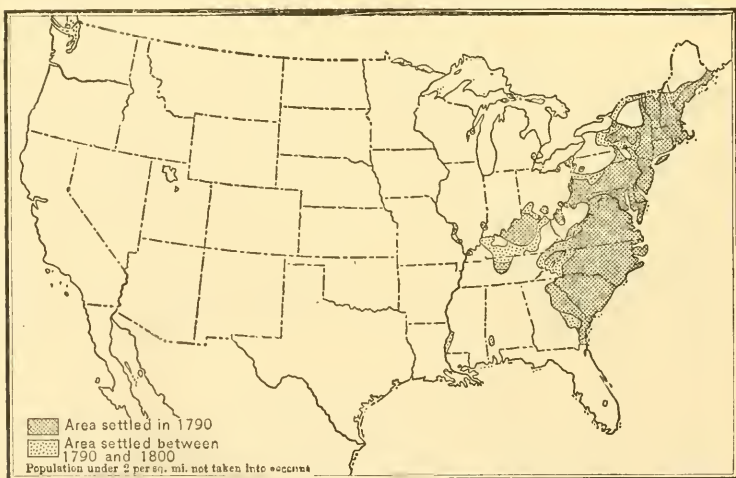 Area settled in 1790
Area settled between
1790 and 1800
Population under 2 per sq. mi. not taken into account